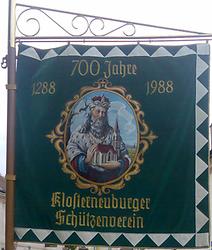 700 Jahre
1288 1988
Klosterneuburger
Schützenverein